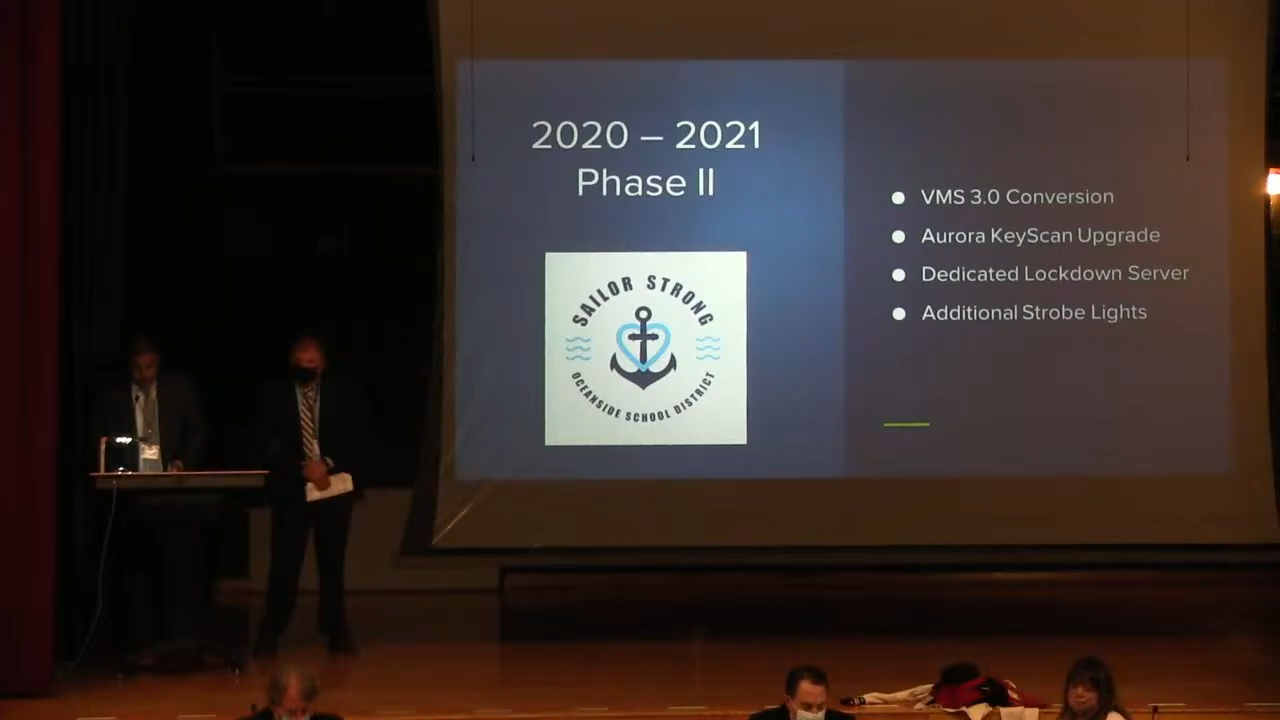 2020 – 2021
Phase II
SAILOR STRONG
OCEANSIDE SCHOOL DISTRICT
● VMS 3.0 Conversion
● Aurora KeyScan Upgrade
● Dedicated Lockdown Server
● Additional Strobe Lights